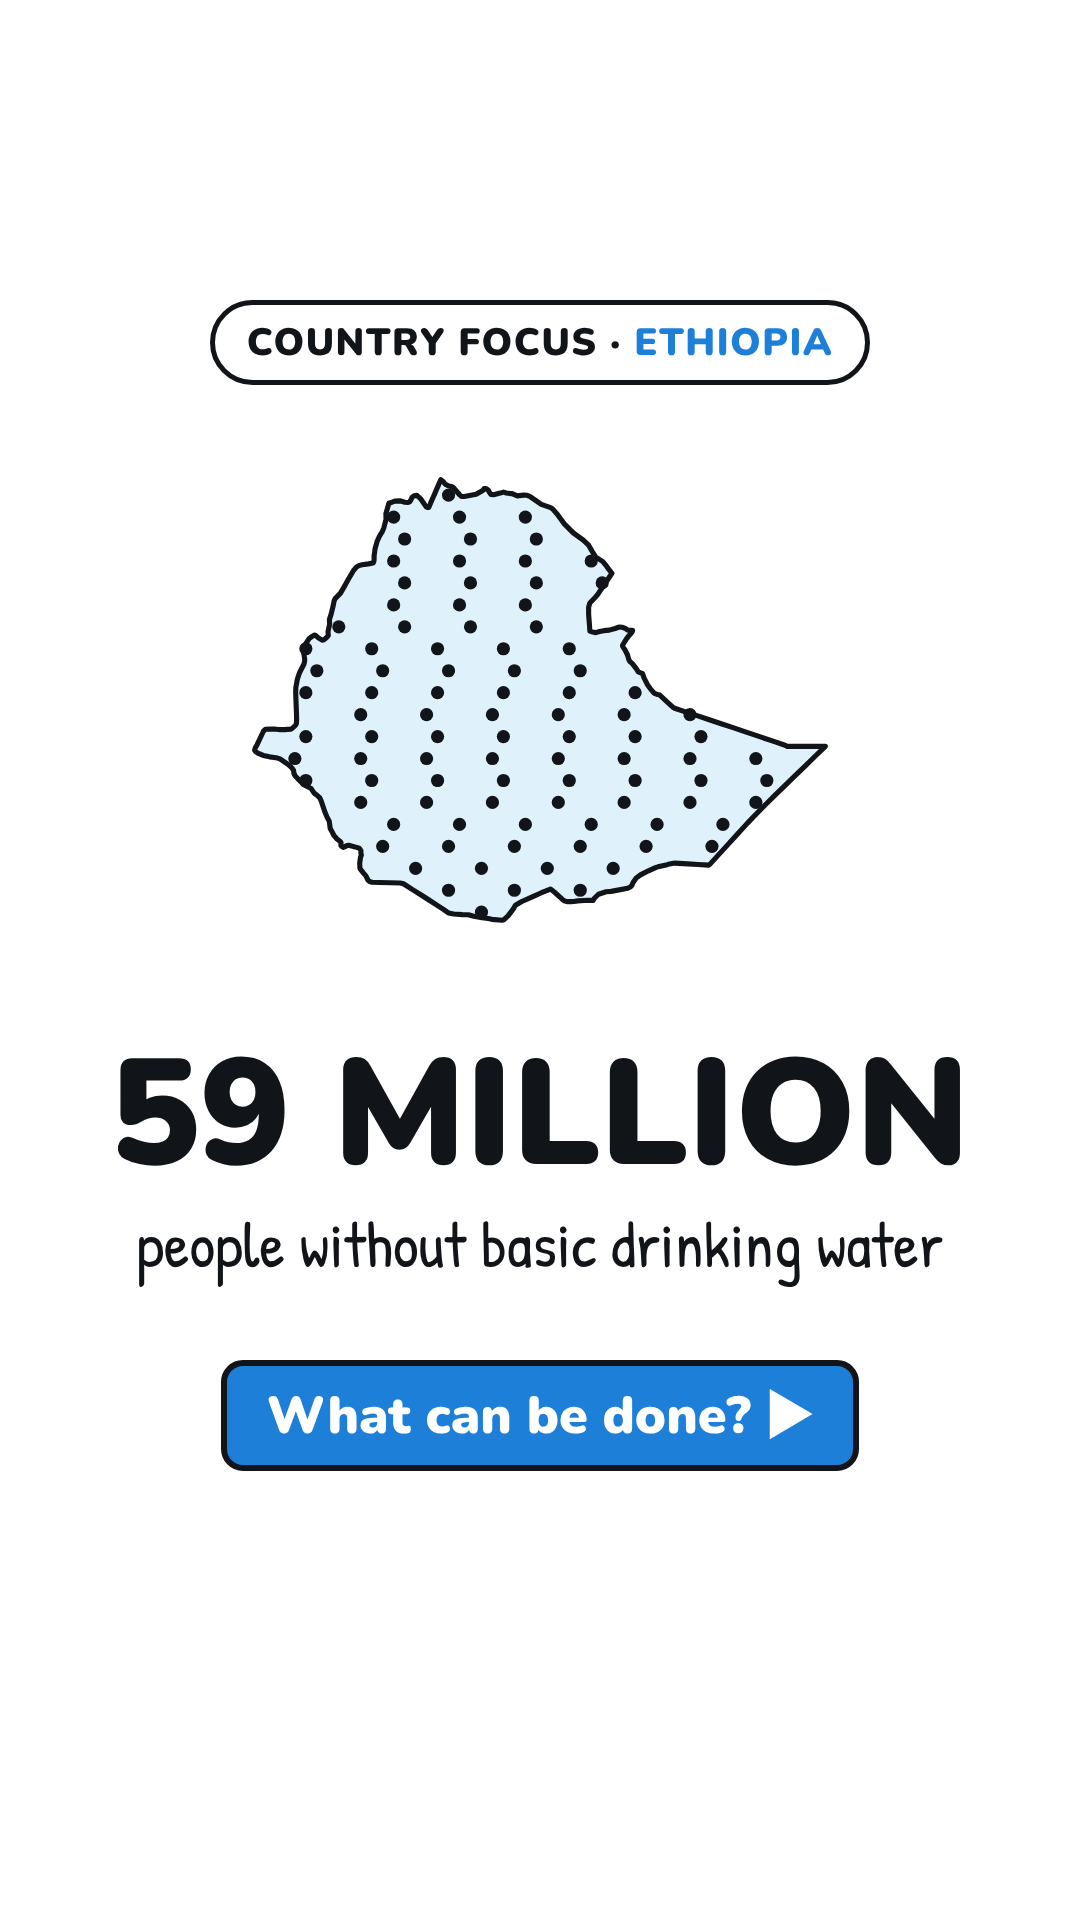 COUNTRY FOCUS · ETHIOPIA
59 MILLION
people without basic drinking water
What can be done? ▶